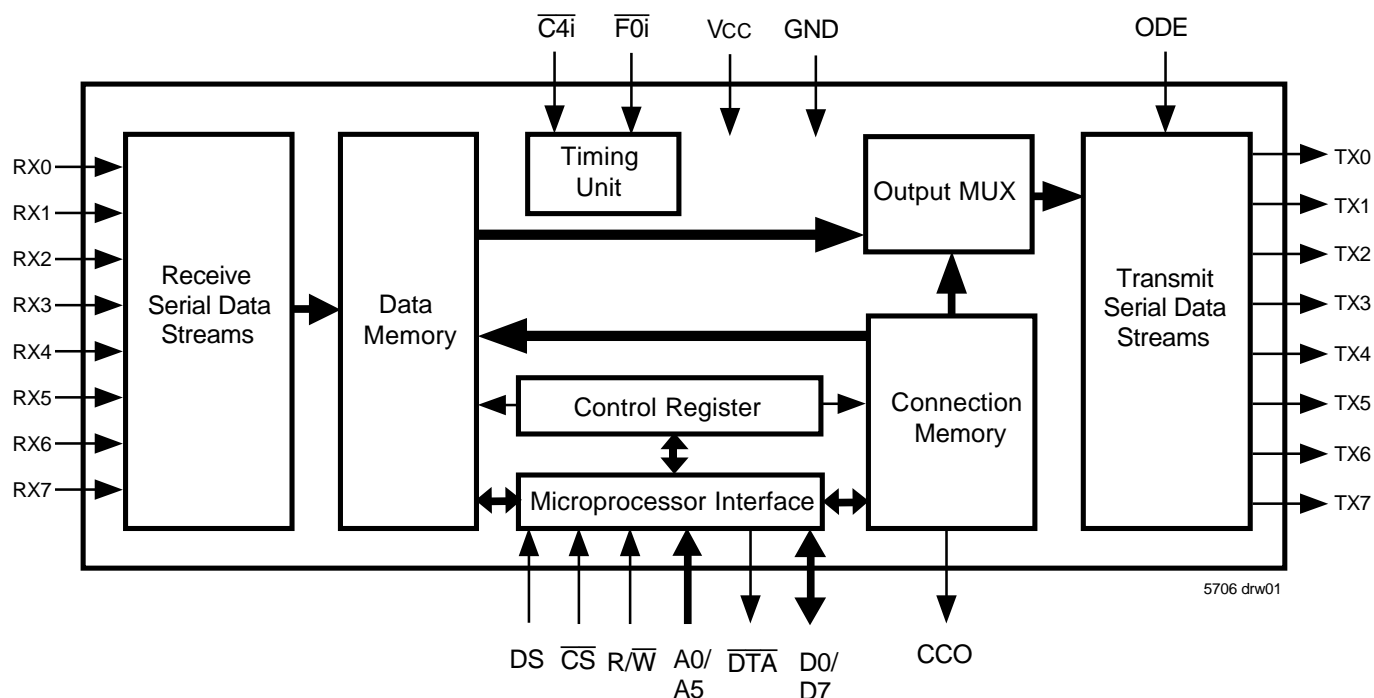 C4i F0i VCC GND ODE
RX0
RX1
RX2
RX3
RX4
RX5
RX6
RX7
Receive
Serial Data
Streams
Data
Memory
Timing
Unit
Output MUX
Control Register
Microprocessor Interface
Connection
Memory
Transmit
Serial Data
Streams
TX0
TX1
TX2
TX3
TX4
TX5
TX6
TX7
5706 drw01
DS CS R/W A0/
A5 DTA D0/
D7 CCO